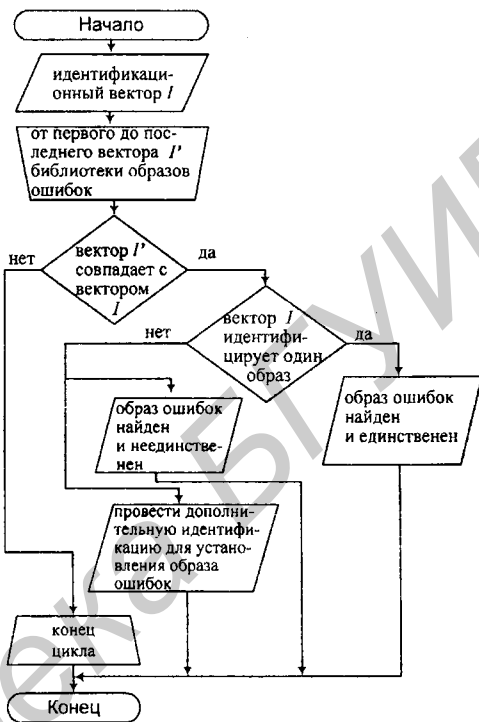 Начало
идентификаци-
онный вектор I
от первого до пос-
леднего вектора I'
библиотеки образов
ошибок
нет
вектор I'
совпадает с
вектором
I
да
нет
вектор I
идентифи-
цирует один
образ
да
образ ошибок
найден
и неединстве-
нен
образ ошибок
найден
и единственен
провести дополни-
тельную идентифи-
кацию для устано-
вления образа
ошибок
конец
цикла
Конец
ека БГУИР